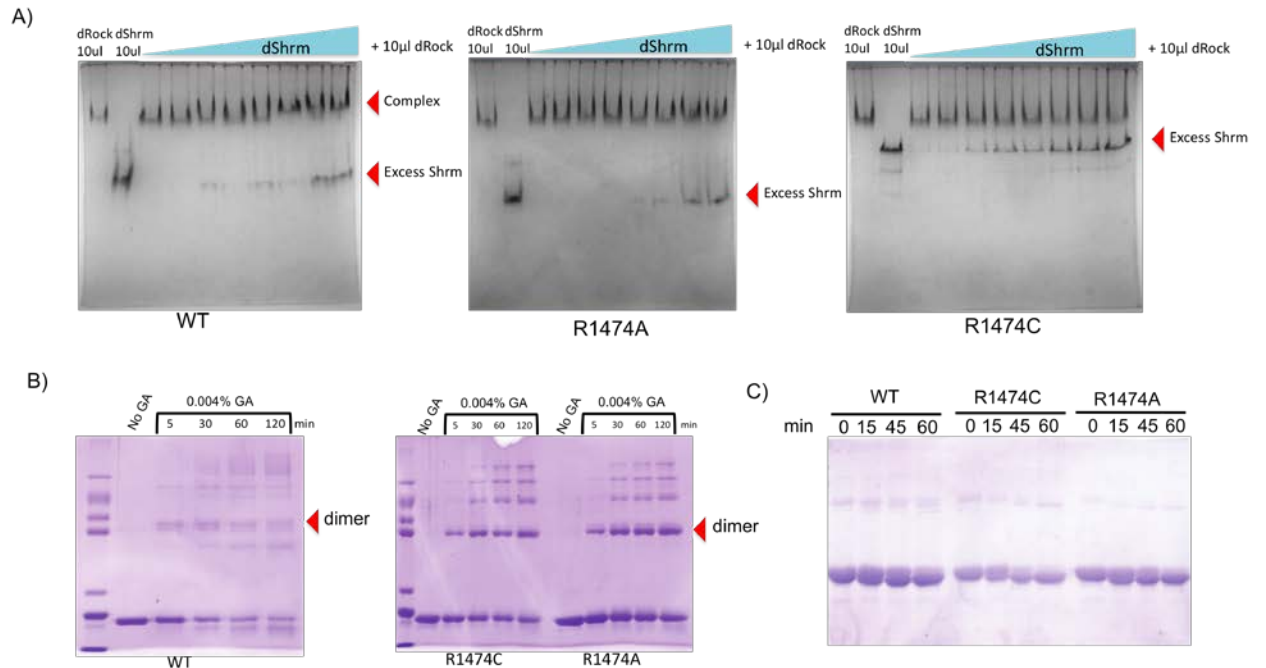 A)
dRock dShrm
10ul 10ul
dShrm
+ 10µl dRock
Complex
Excess Shrm
WT
dRock dShrm
10ul 10ul
dShrm
+ 10µl dRock
Excess Shrm
R1474A
dRock dShrm
10ul 10ul
dShrm
+ 10µl dRock
Excess Shrm
R1474C
B)
No GA
0.004% GA
5 30 60 120 min
dimer
WT
No GA
0.004% GA
5 30 60 120
No GA
0.004% GA
5 30 60 120 min
dimer
R1474C
R1474A
C)
WT R1474C R1474A
min 0 15 45 60 0 15 45 60 0 15 45 60